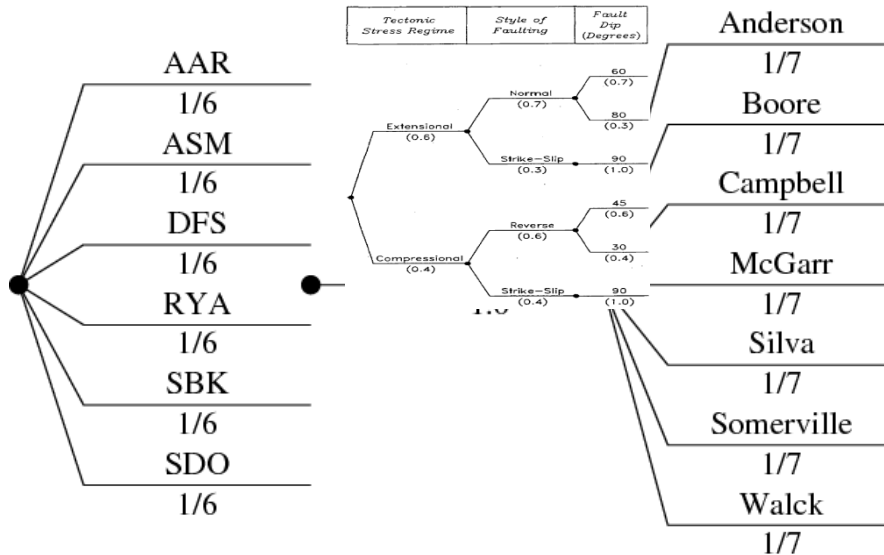 AAR
1/6
ASM
1/6
DFS
1/6
RYA
1/6
SBK
1/6
SDO
1/6
Tectonic
Stress Regime
Style of
Faulting
Fault
Dip
(Degrees)
Extensional
(0.6)
Normal
(0.7)
60
(0.7)
80
(0.3)
Strike-Slip
(0.3)
90
(1.0)
Compressional
(0.4)
Reverse
(0.6)
45
(0.6)
30
(0.4)
Strike-Slip
(0.4)
90
(1.0)
Anderson
1/7
Boore
1/7
Campbell
1/7
McGarr
1/7
Silva
1/7
Somerville
1/7
Walck
1/7